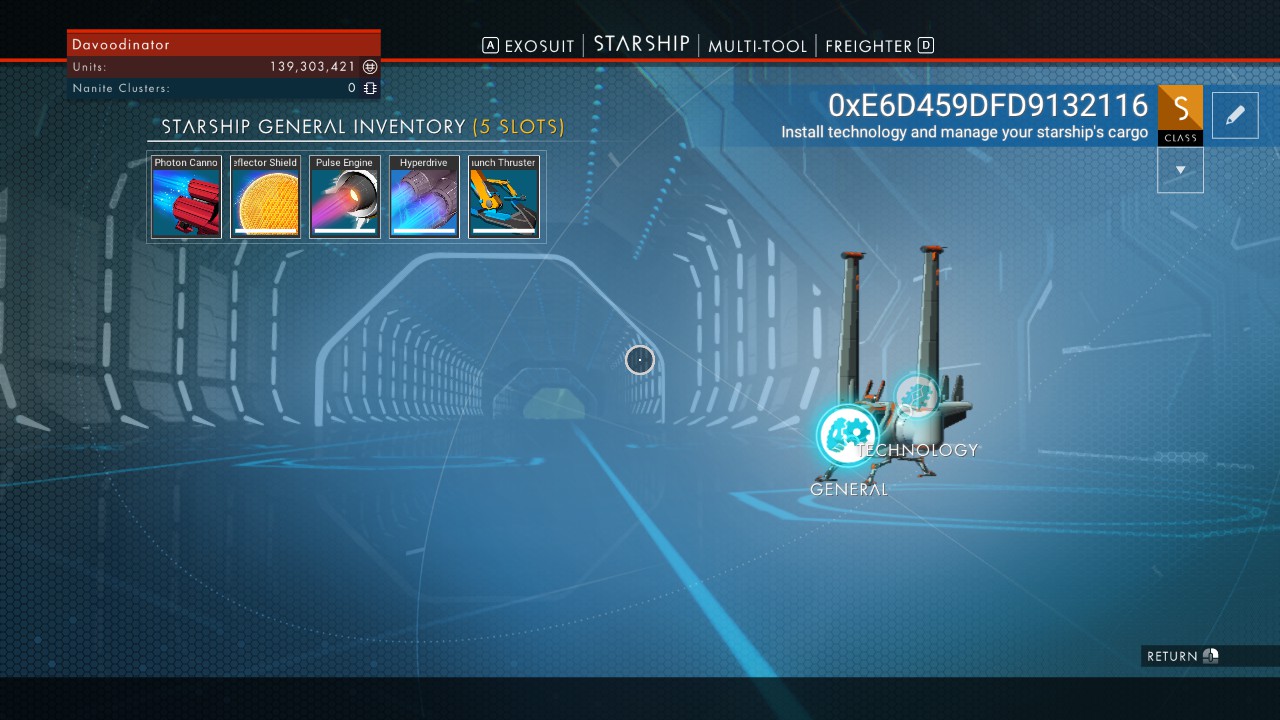 Davoodinator
Units: 139,303,421
Nanite Clusters: 0
A EXOSUIT STARSHIP MULTI-TOOL FREIGHTER D
0xE6D459DFD9132116
Install technology and manage your starship's cargo
S
CLASS
STARSHIP GENERAL INVENTORY (5 SLOTS)
Photon Canno eflector Shield Pulse Engine Hyperdrive unch Thruster
TECHNOLOGY
GENERAL
RETURN